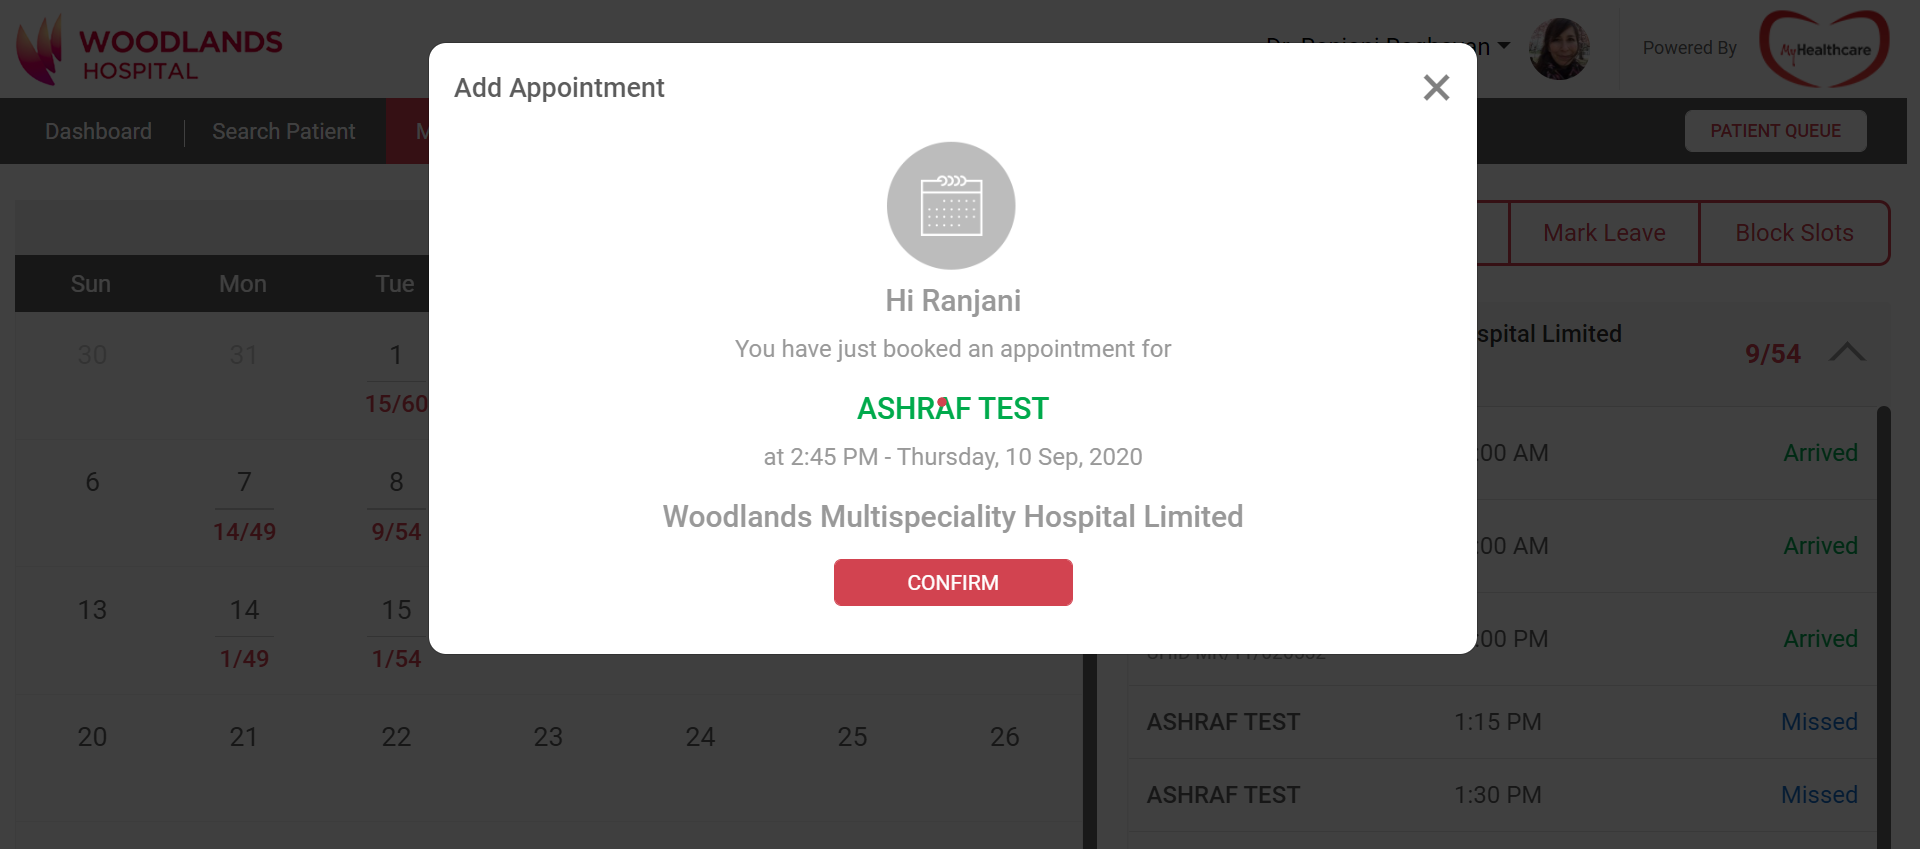 WOODLANDS
HOSPITAL
Powered By
MyHealthcare
Dashboard
Search Patient
PATIENT QUEUE
Add Appointment
Hi Ranjani
You have just booked an appointment for
ASHRAF TEST
at 2:45 PM - Thursday, 10 Sep, 2020
Woodlands Multispeciality Hospital Limited
CONFIRM
Mark Leave
Block Slots
Sun
Mon
Tue
30
31
1
15/60
6
7
8
14/49
9/54
13
14
15
1/49
1/54
20
21
22
23
24
25
26
spital Limited
9/54
:00 AM
Arrived
:00 AM
Arrived
:00 PM
Arrived
ASHRAF TEST
1:15 PM
Missed
ASHRAF TEST
1:30 PM
Missed